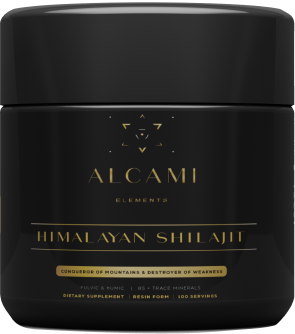 ALCAMI
ELEMENTS
HIMALAYAN SHILAJIT
CONQUEROR OF MOUNTAINS & DESTROYER OF WEAKNESS
FULVIC & HUMIC | 85 + TRACE MINERALS
DIETARY SUPPLEMENT | RESIN FORM | 100 SERVINGS